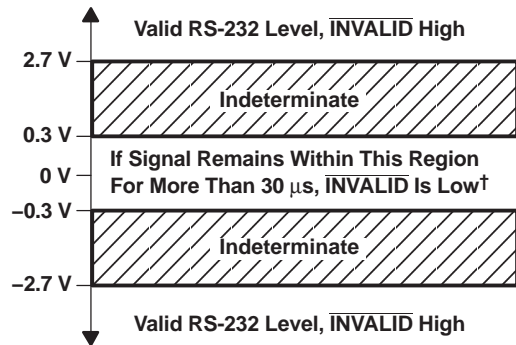 Valid RS-232 Level, INVALID High
2.7 V
Indeterminate
0.3 V
If Signal Remains Within This Region
0 V
For More Than 30 μs, INVALID Is Low†
−0.3 V
Indeterminate
−2.7 V
Valid RS-232 Level, INVALID High